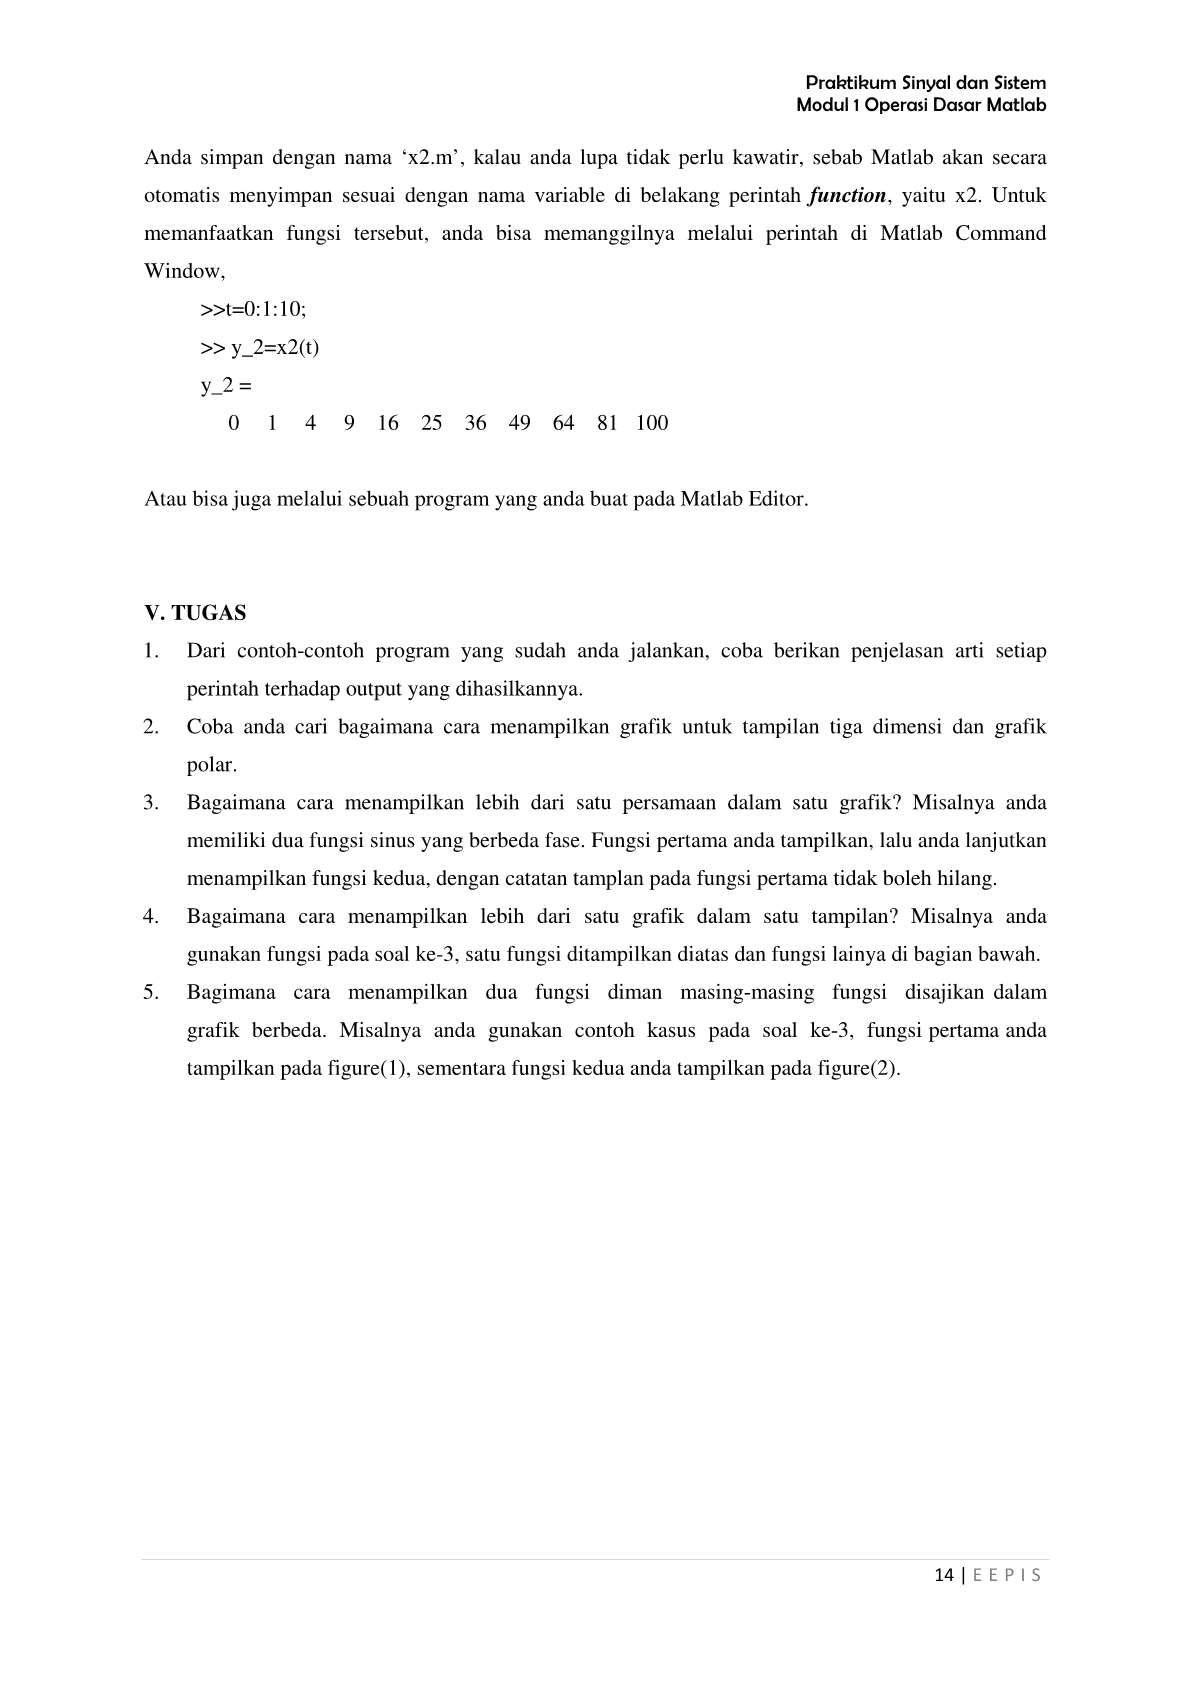 Praktikum Sinyal dan Sistem
Modul 1 Operasi Dasar Matlab
Anda simpan dengan nama ‘x2.m’, kalau anda lupa tidak perlu kawatir, sebab Matlab akan secara
otomatis menyimpan sesuai dengan nama variable di belakang perintah function, yaitu x2. Untuk
memanfaatkan fungsi tersebut, anda bisa memanggilnya melalui perintah di Matlab Command
Window,
>>t=0:1:10;
>> y_2=x2(t)
y_2 =
0 1 4 9 16 25 36 49 64 81 100
Atau bisa juga melalui sebuah program yang anda buat pada Matlab Editor.
V. TUGAS
1. Dari contoh-contoh program yang sudah anda jalankan, coba berikan penjelasan arti setiap
perintah terhadap output yang dihasilkannya.
2. Coba anda cari bagaimana cara menampilkan grafik untuk tampilan tiga dimensi dan grafik
polar.
3. Bagaimana cara menampilkan lebih dari satu persamaan dalam satu grafik? Misalnya anda
memiliki dua fungsi sinus yang berbeda fase. Fungsi pertama anda tampilkan, lalu anda lanjutkan
menampilkan fungsi kedua, dengan catatan tamplan pada fungsi pertama tidak boleh hilang.
4. Bagaimana cara menampilkan lebih dari satu grafik dalam satu tampilan? Misalnya anda
gunakan fungsi pada soal ke-3, satu fungsi ditampilkan diatas dan fungsi lainya di bagian bawah.
5. Bagimana cara menampilkan dua fungsi diman masing-masing fungsi disajikan dalam
grafik berbeda. Misalnya anda gunakan contoh kasus pada soal ke-3, fungsi pertama anda
tampilkan pada figure(1), sementara fungsi kedua anda tampilkan pada figure(2).
14 | E E P I S